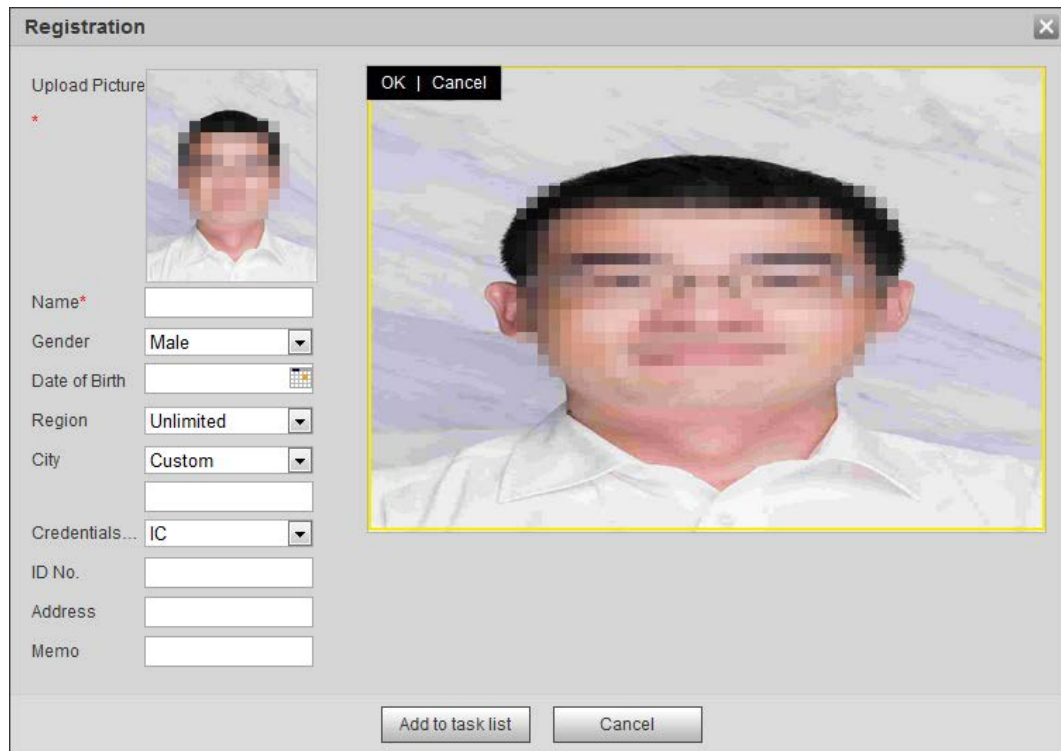 Registration
Upload Picture
*
OK | Cancel
Name*
Gender
Male
Date of Birth
Region
Unlimited
City
Custom
Credentials...
IC
ID No.
Address
Memo
Add to task list
Cancel